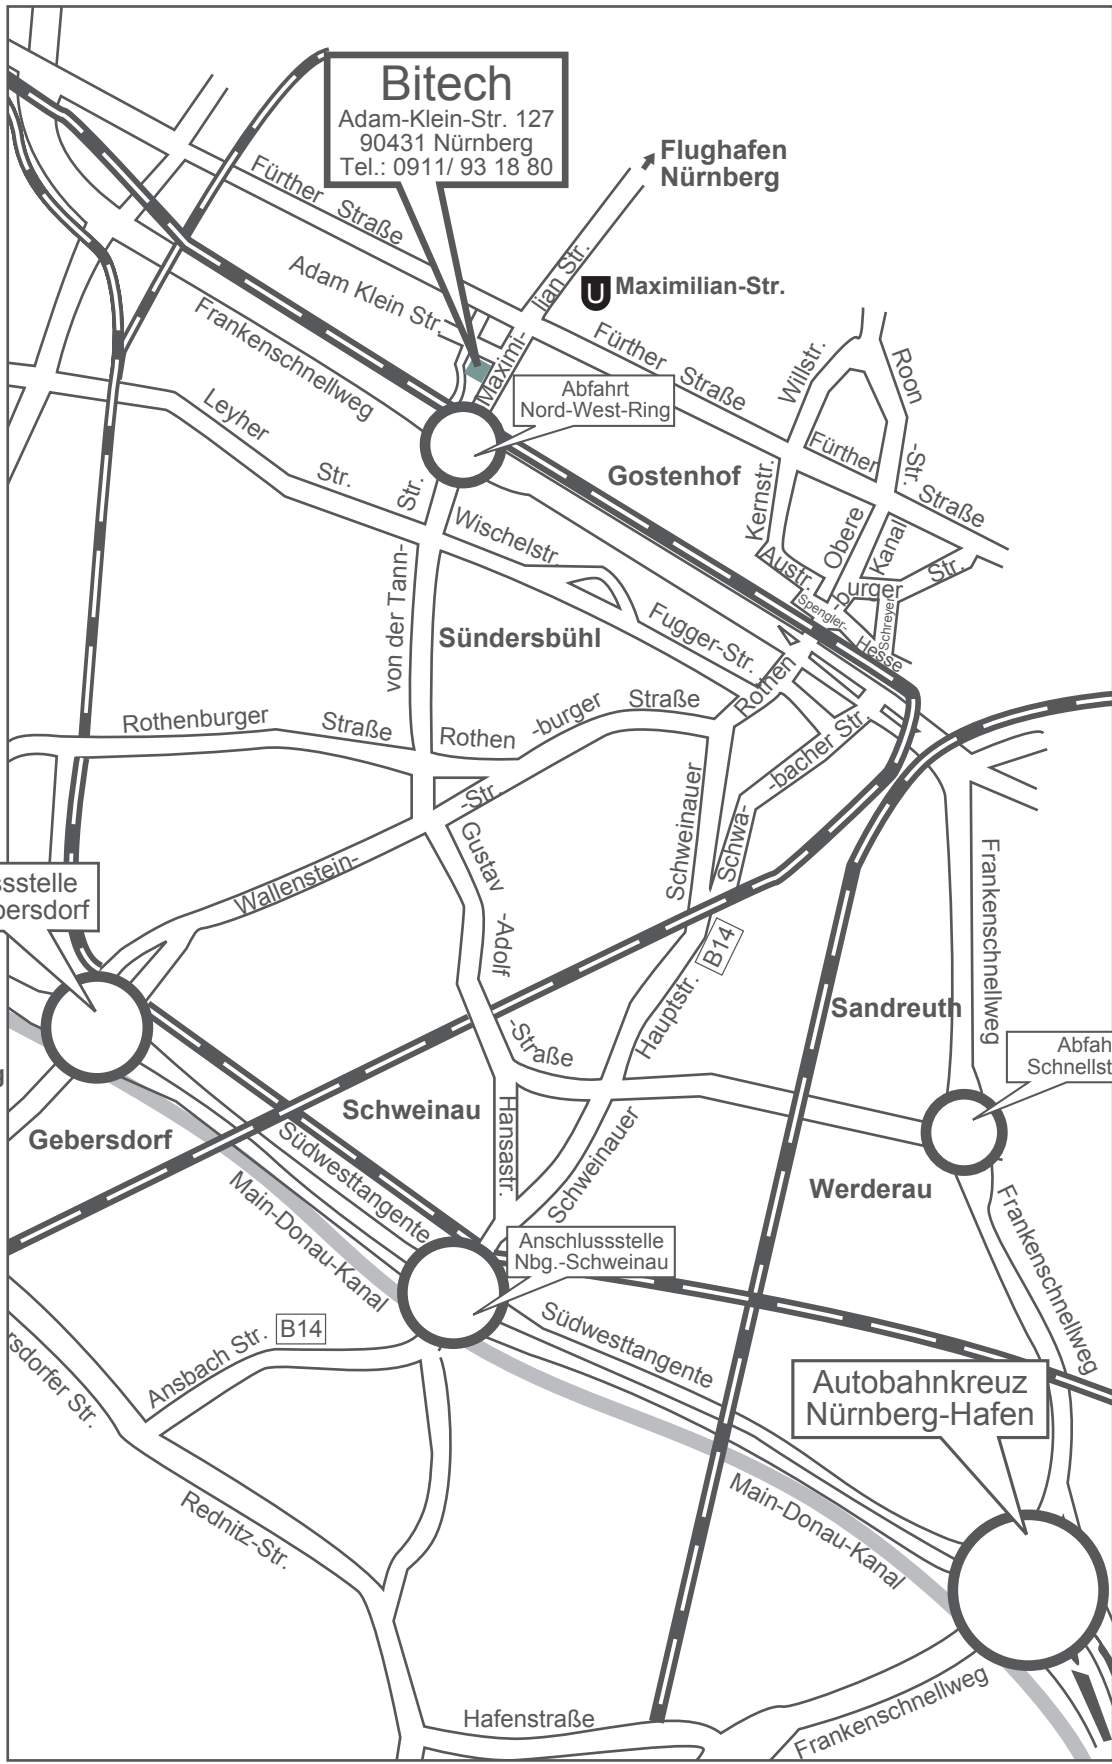 Bitech
Adam-Klein-Str. 127
90431 Nürnberg
Tel.: 0911/ 93 18 80
Flughafen
Nürnberg
Fürther Straße
lian Str.
U Maximilian-Str.
Adam Klein Str.
Frankenschnellweg
Maximi-
Fürther Straße
Willstr.
Roon
-Str.
Abfahrt
Nord-West-Ring
Leyher
Str.
Str.
Fürther
Straße
Gostenhof
Kernstr.
Obere
Kanal
Wischelstr.
Austr.
Str.
b
urger
Spengler-
Schreyer
Hesse
von der Tann-
Sündersbühl
Fugger-Str.
Rothen
Rothenburger
Straße
Rothen
-burger
Straße
-bacher Str.
-Str.
Schweinauer
Schwa-
Gustav
Wallenstein-
Frankenschnellweg
ssstelle
bersdorf
-Adolf
B14
Hauptstr.
Sandreuth
-Straße
Abfah
Schnellst
g
Gebersdorf
Schweinau
Hansastr.
Schweinauer
Südwesttangente
Main-Donau-Kanal
Werderau
Frankenschnellweg
Anschlussstelle
Nbg.-Schweinau
Ansbach Str.
B14
rsdorfer Str.
Südwesttangente
Autobahnkreuz
Nürnberg-Hafen
Rednitz-Str.
Main-Donau-Kanal
Hafenstraße
Frankenschnellweg